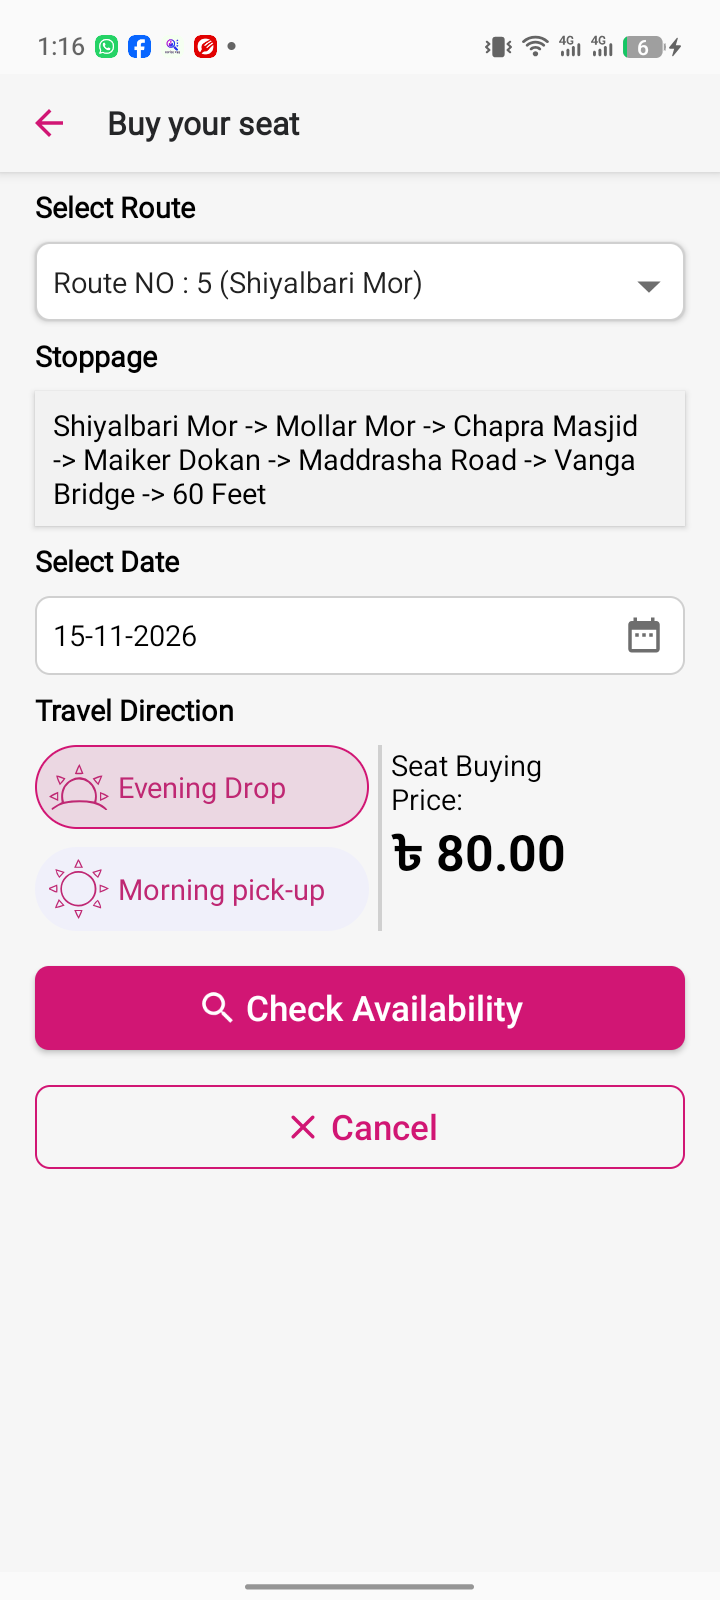 1:16
4G 4G 6
Buy your seat
Select Route
Route NO : 5 (Shiyalbari Mor)
Stoppage
Shiyalbari Mor -> Mollar Mor -> Chapra Masjid
-> Maiker Dokan -> Maddrasha Road -> Vanga
Bridge -> 60 Feet
Select Date
15-11-2026
Travel Direction
Evening Drop
Morning pick-up
Seat Buying
Price:
৳ 80.00
Check Availability
Cancel